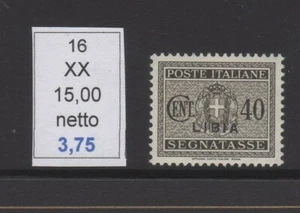 16
XX
15,00
netto
3,75
POSTE ITALIANE
CENT 40
LIBIA
SEGNATASSE